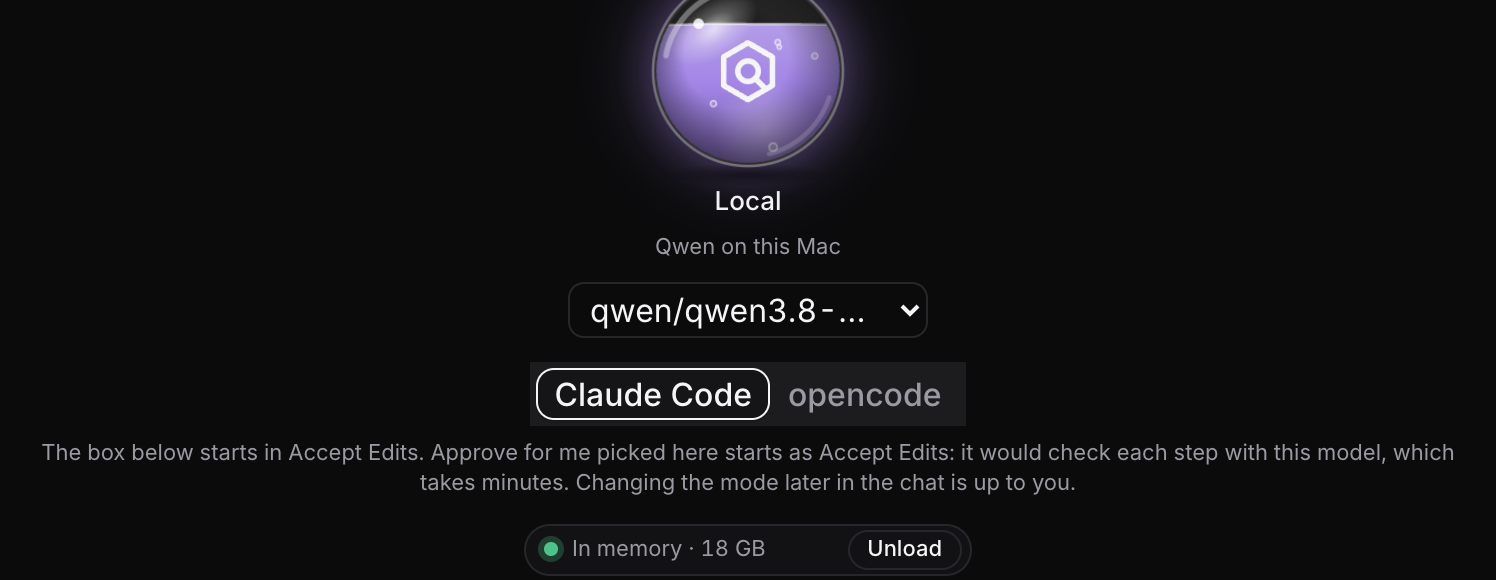 Local
Qwen on this Mac
qwen/qwen3.8-...
Claude Code opencode
The box below starts in Accept Edits. Approve for me picked here starts as Accept Edits: it would check each step with this model, which
takes minutes. Changing the mode later in the chat is up to you.
In memory · 18 GB Unload